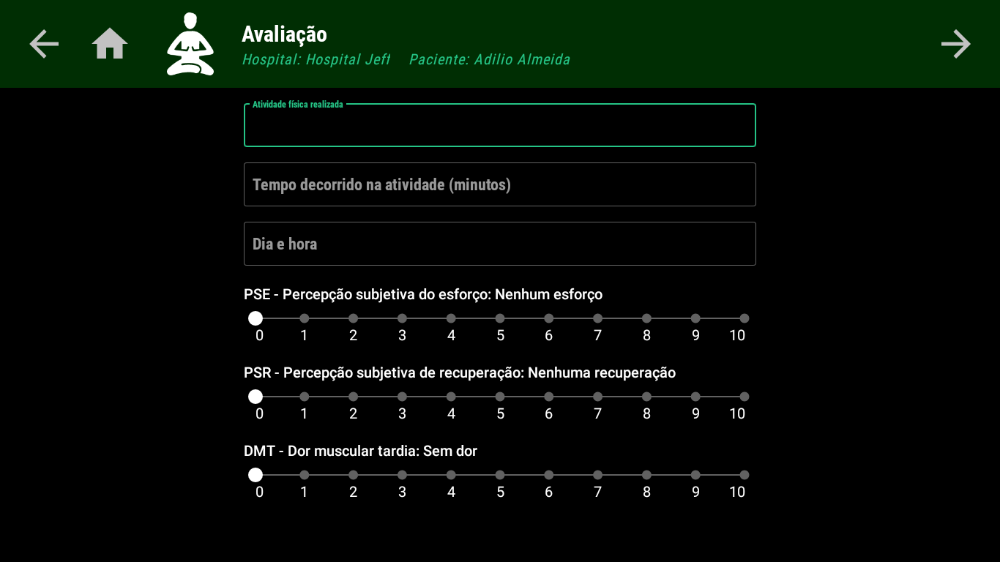 Avaliação
Hospital: Hospital Jeff Paciente: Adilio Almeida
Atividade física realizada
Tempo decorrido na atividade (minutos)
Dia e hora
PSE - Percepção subjetiva do esforço: Nenhum esforço
0 1 2 3 4 5 6 7 8 9 10
PSR - Percepção subjetiva de recuperação: Nenhuma recuperação
0 1 2 3 4 5 6 7 8 9 10
DMT - Dor muscular tardia: Sem dor
0 1 2 3 4 5 6 7 8 9 10